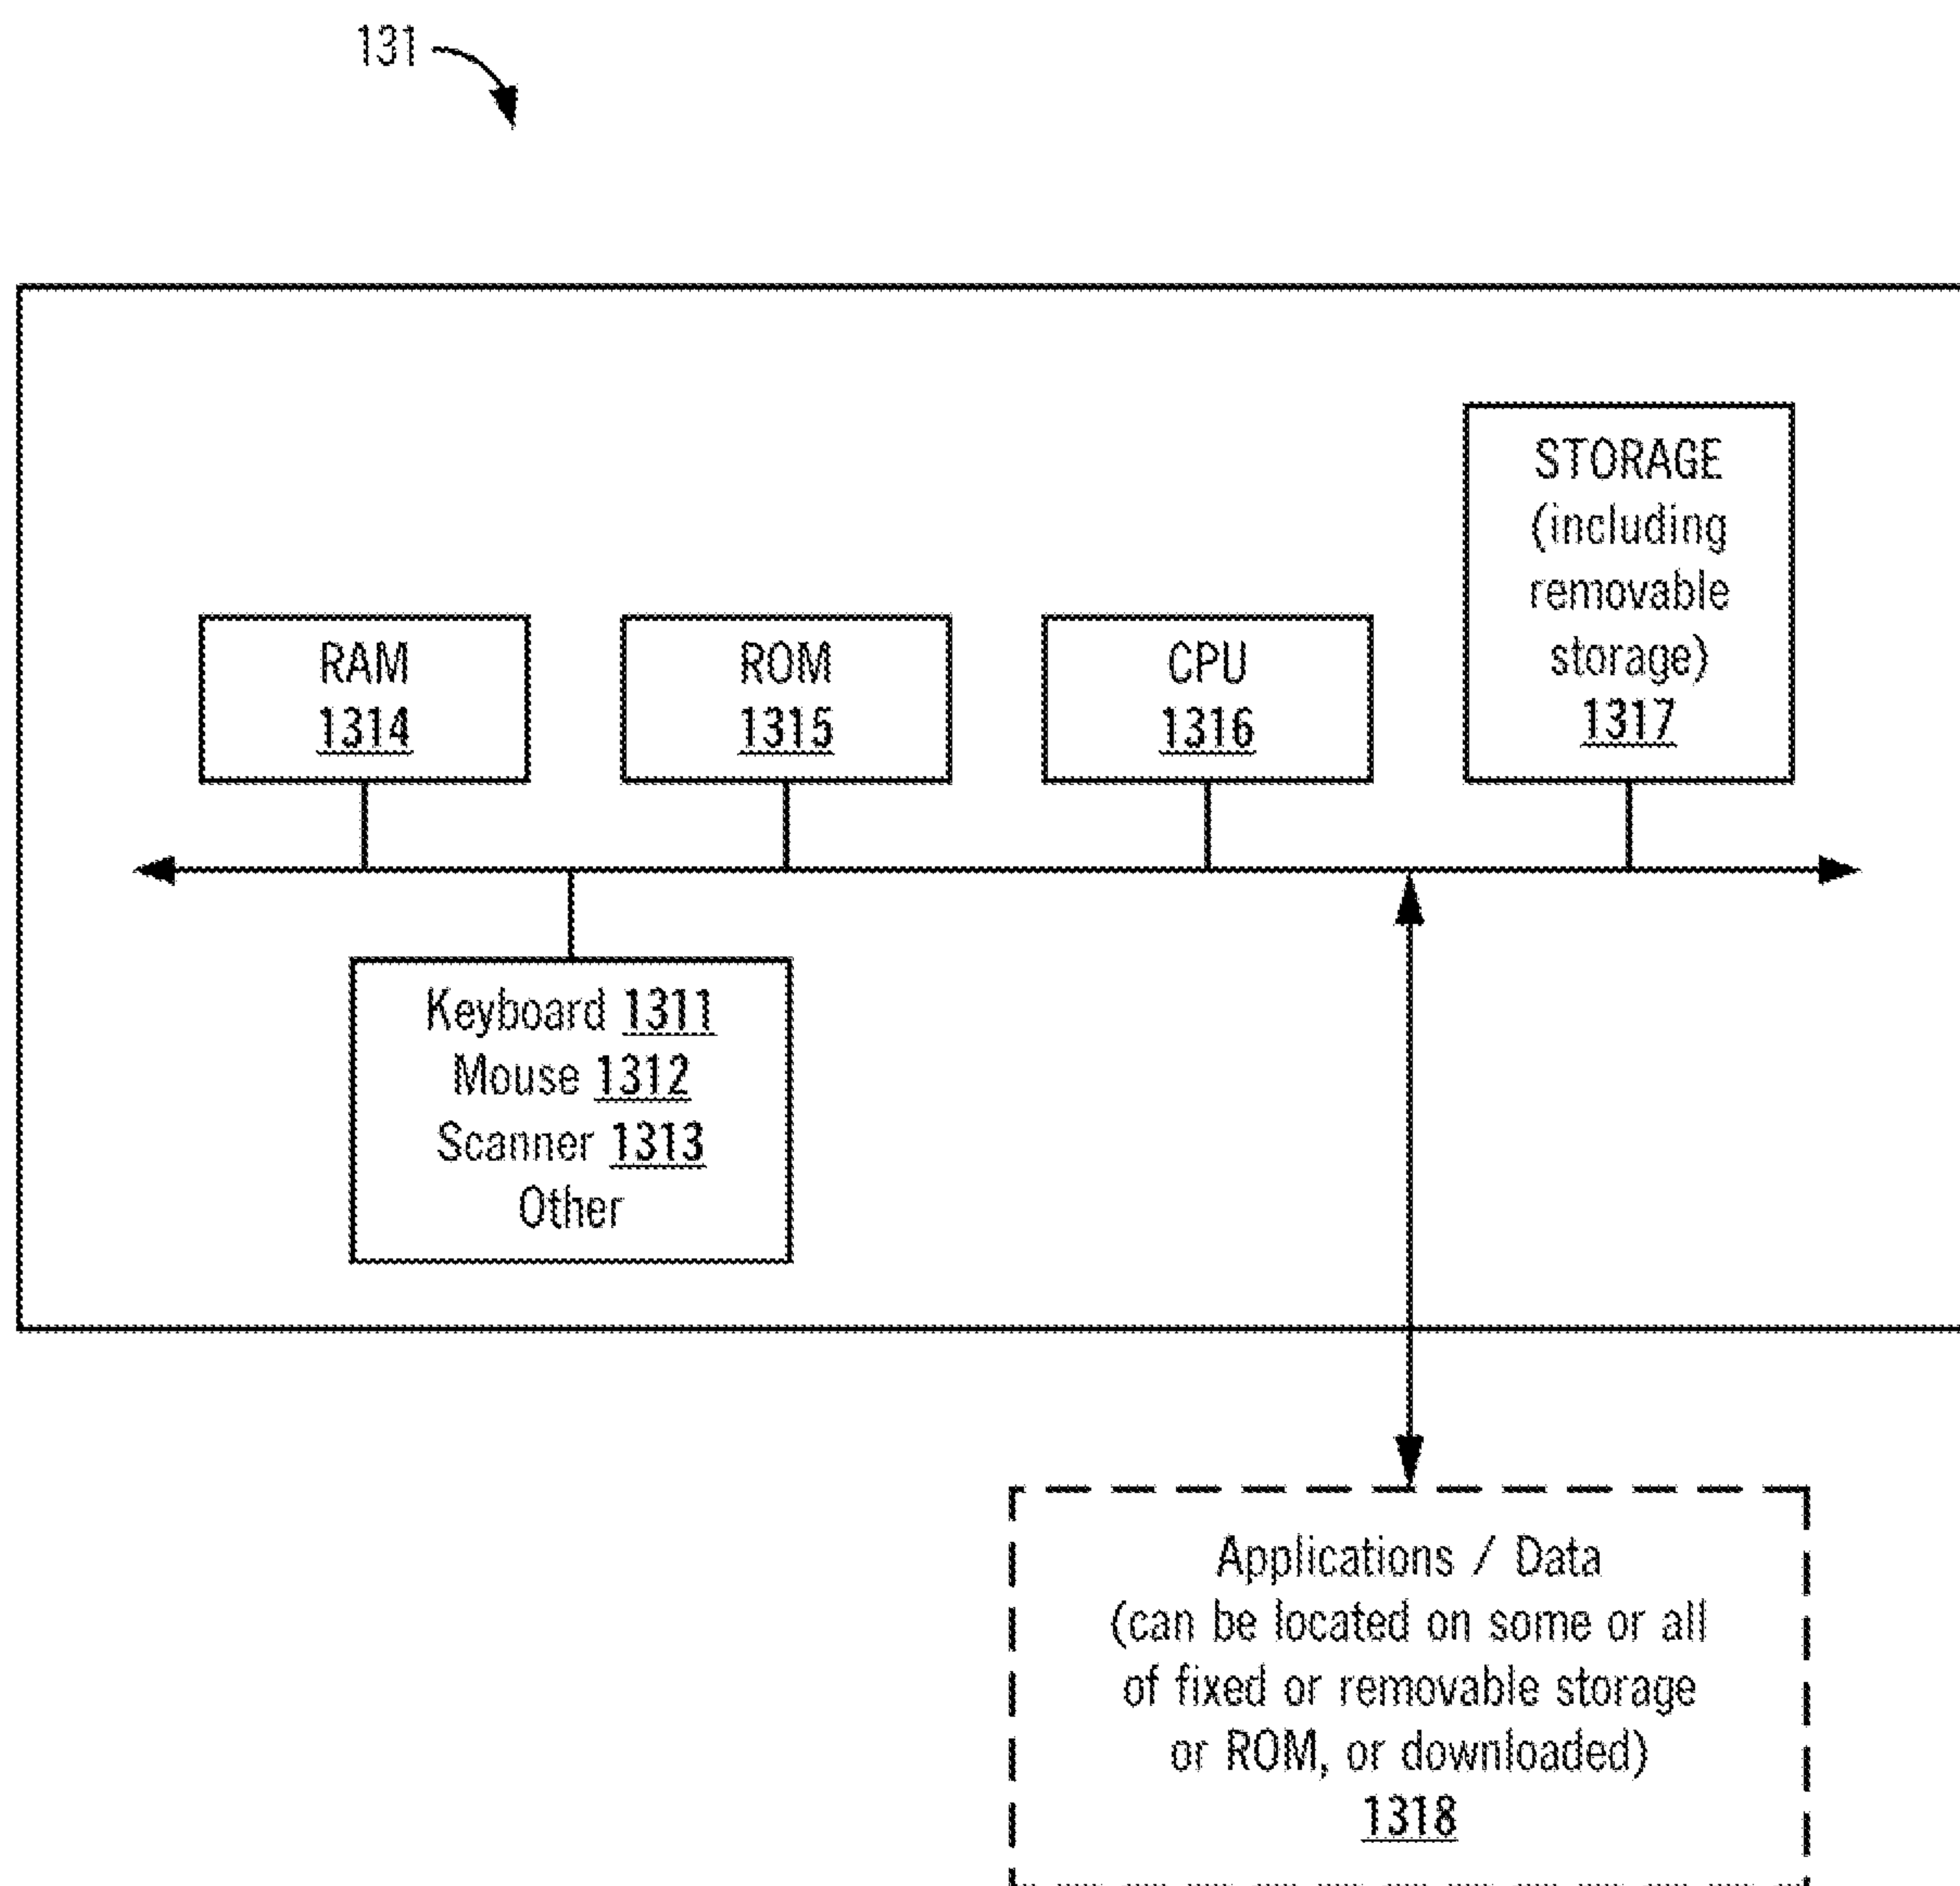 131
STORAGE
(including
removable
storage)
1317
RAM
1314
ROM
1315
CPU
1316
Keyboard 1311
Mouse 1312
Scanner 1313
Other
Applications / Data
(can be located on some or all
of fixed or removable storage
or ROM, or downloaded)
1318